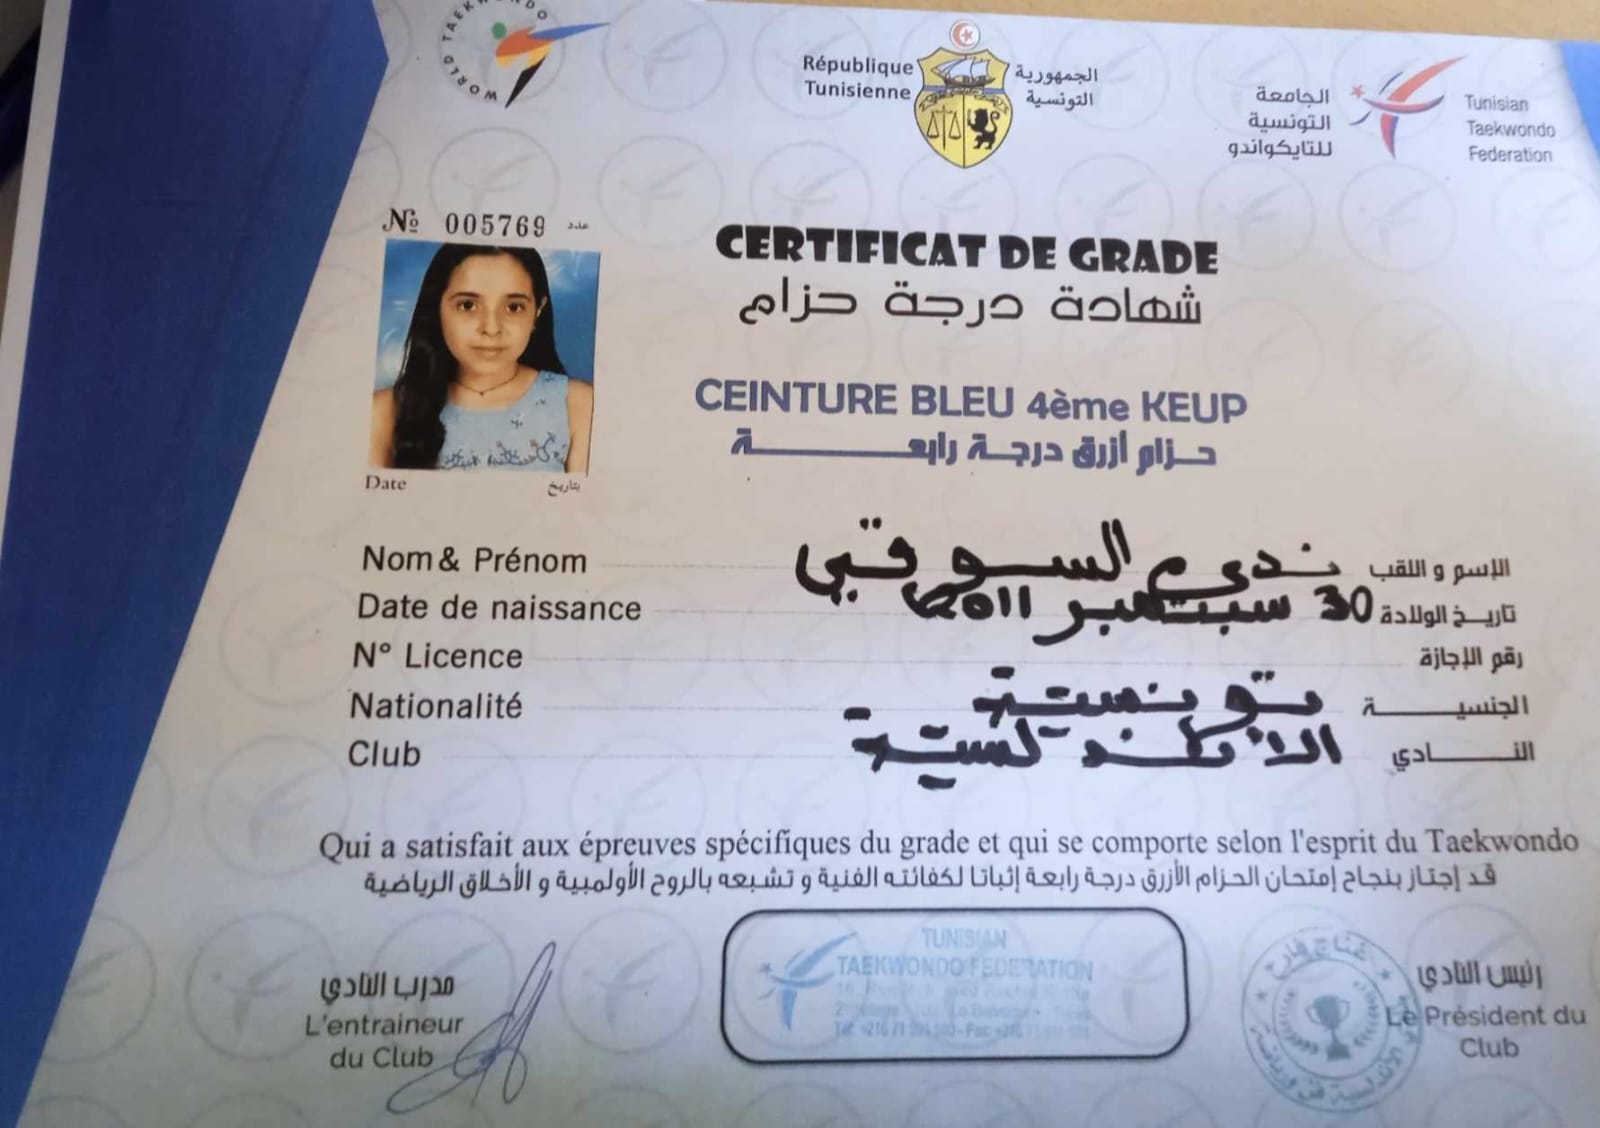 WORLD TAEKWONDO
République
Tunisienne
الجمهورية
التونسية
الجامعة
التونسية
للتايكواندو
Tunisian
Taekwondo
Federation
№ 005769 عدد
CERTIFICAT DE GRADE
شهادة درجة حزام
CEINTURE BLEU 4ème KEUP
حزام أزرق درجة رابعة
Date بتاريخ
Nom & Prénom ندى السوقي الإسم و اللقب
Date de naissance 30 سبتمبر 2011 تاريخ الولادة
N° Licence رقم الإجازة
Nationalité تونسية الجنسية
Club الأندلسية النادي
Qui a satisfait aux épreuves spécifiques du grade et qui se comporte selon l'esprit du Taekwondo
قد إجتاز بنجاح إمتحان الحزام الأزرق درجة رابعة إثباتا لكفائته الفنية و تشبعه بالروح الأولمبية و الأخلاق الرياضية
مدرب النادي
L'entraineur
du Club
TUNISIAN
TAEKWONDO FEDERATION
رئيس النادي
Le Président du
Club